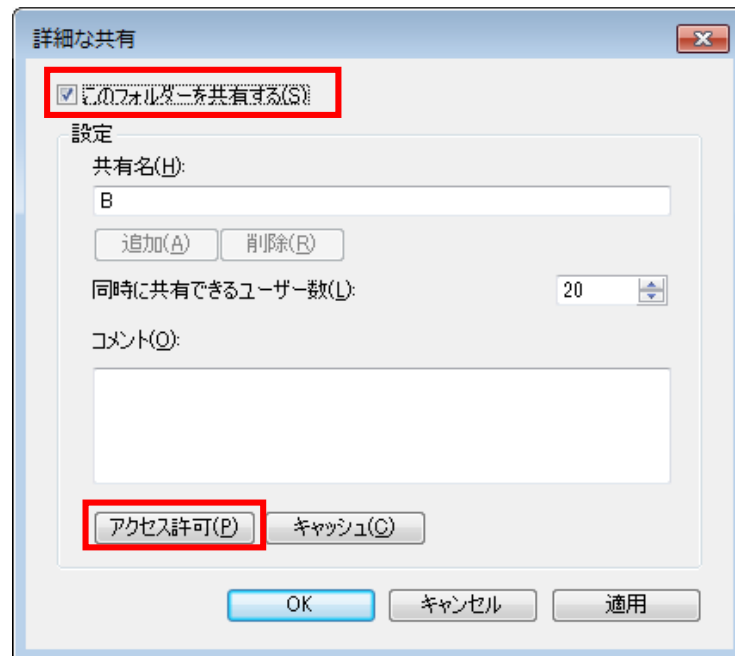 詳細な共有
このフォルダーを共有する(S)
設定
共有名(H):
B
追加(A) 削除(R)
同時に共有できるユーザー数(L): 20
コメント(O):
アクセス許可(P) キャッシュ(C)
OK キャンセル 適用